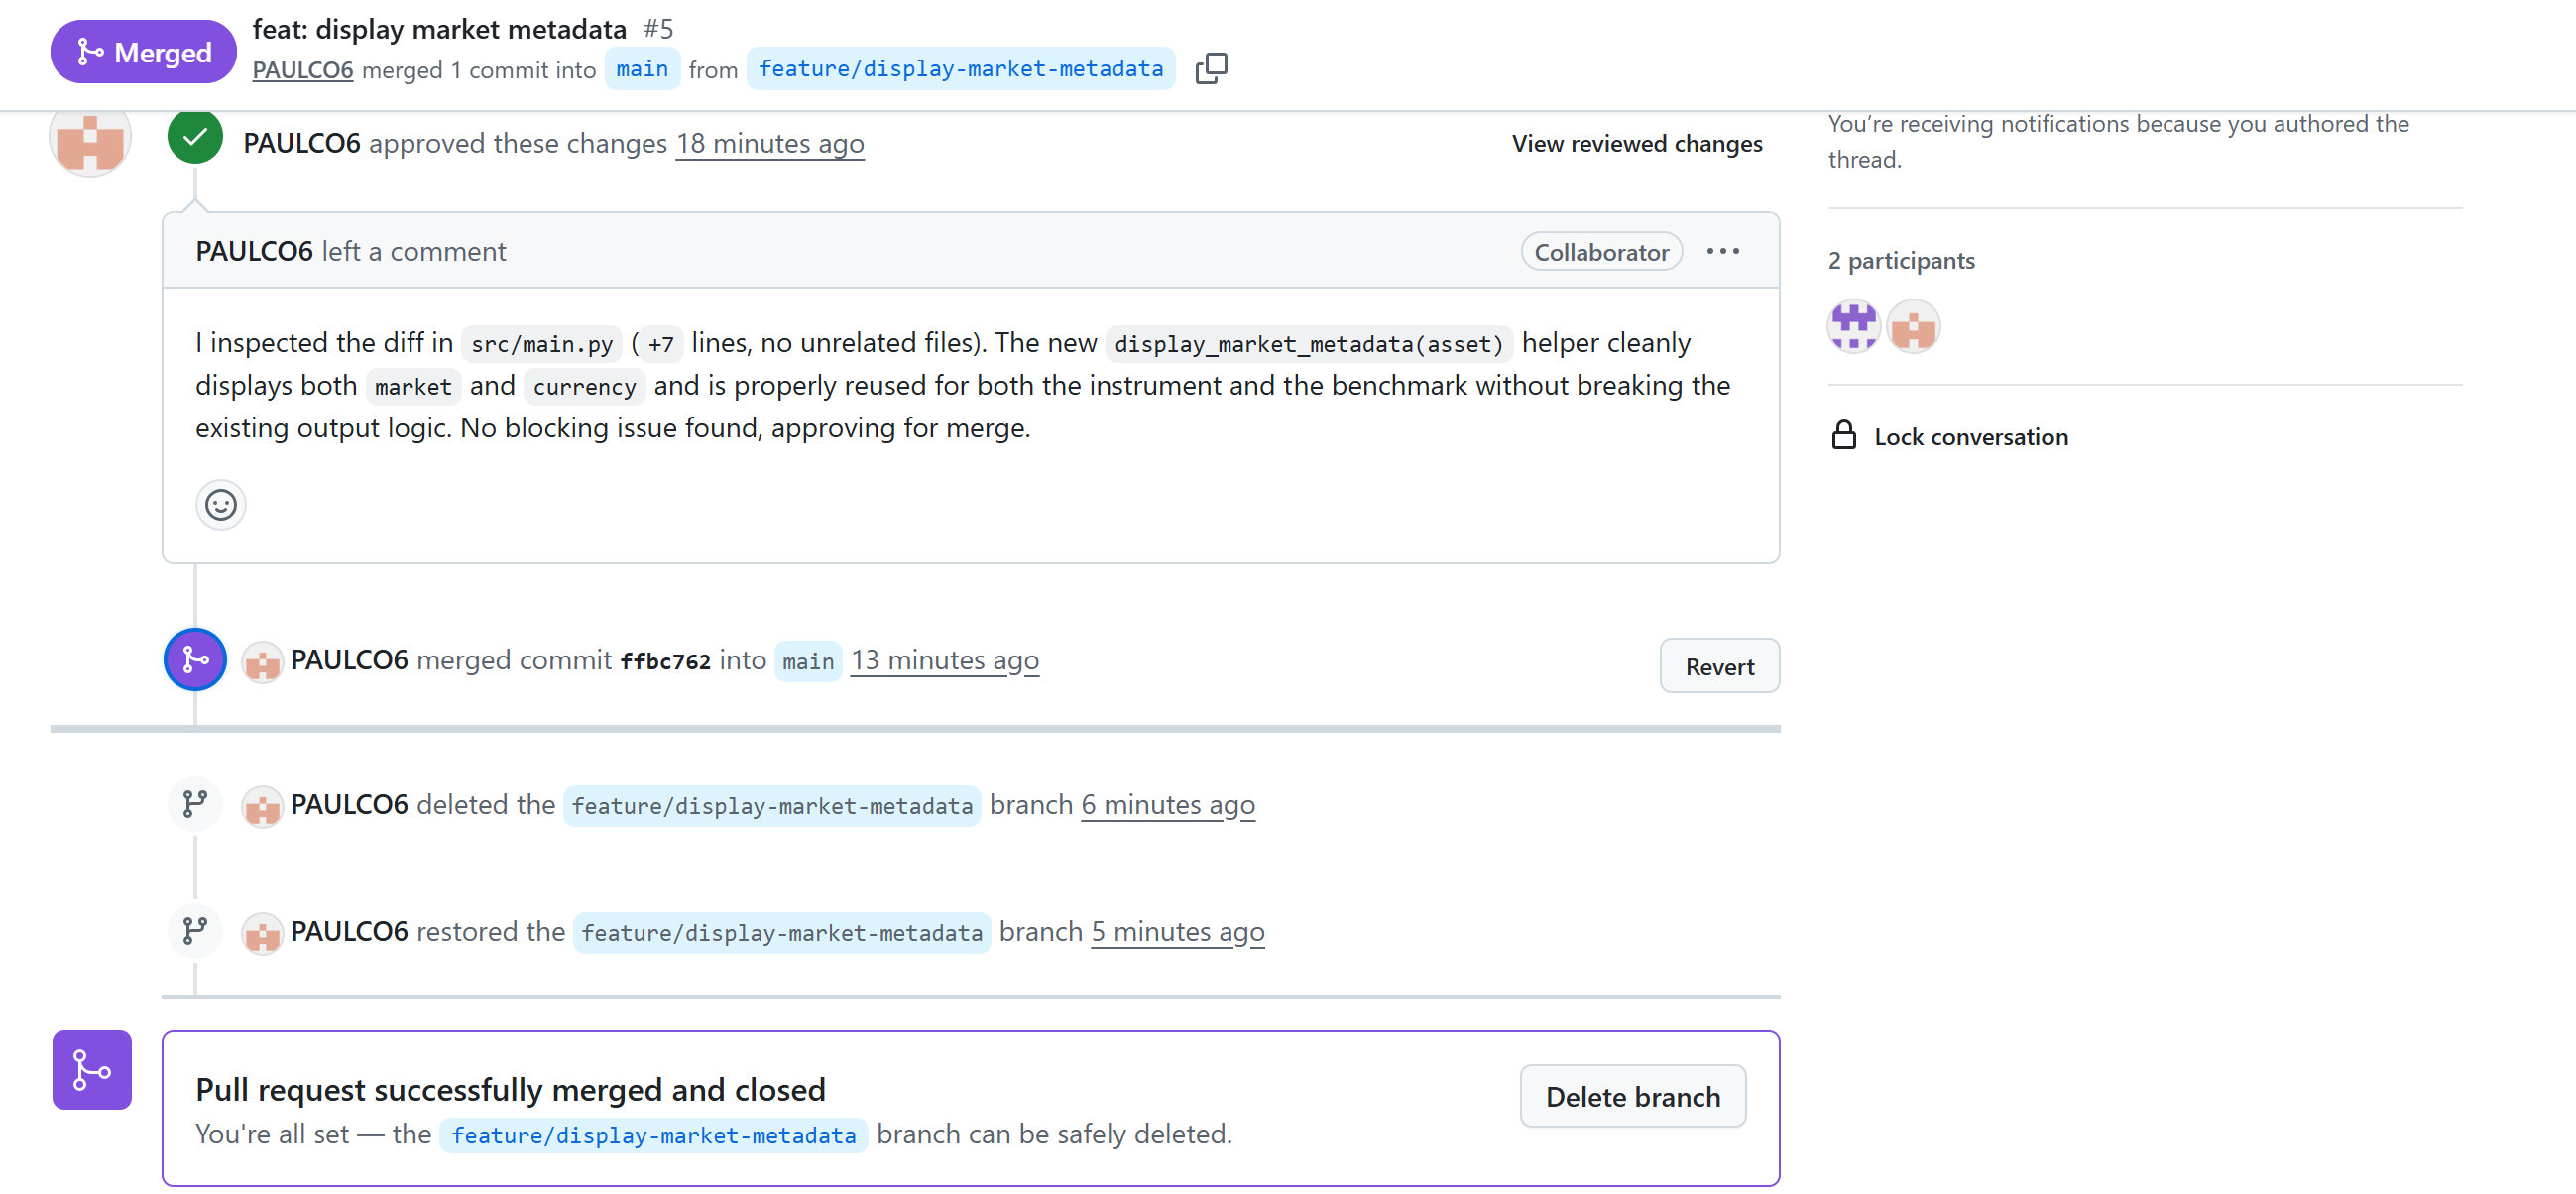 Merged
feat: display market metadata #5
PAULCO6 merged 1 commit into main from feature/display-market-metadata
PAULCO6 approved these changes 18 minutes ago
View reviewed changes
PAULCO6 left a comment
Collaborator
I inspected the diff in src/main.py ( +7 lines, no unrelated files). The new display_market_metadata(asset) helper cleanly
displays both market and currency and is properly reused for both the instrument and the benchmark without breaking the
existing output logic. No blocking issue found, approving for merge.
PAULCO6 merged commit ffbc762 into main 13 minutes ago
Revert
PAULCO6 deleted the feature/display-market-metadata branch 6 minutes ago
PAULCO6 restored the feature/display-market-metadata branch 5 minutes ago
Pull request successfully merged and closed
You're all set — the feature/display-market-metadata branch can be safely deleted.
Delete branch
You’re receiving notifications because you authored the
thread.
2 participants
Lock conversation